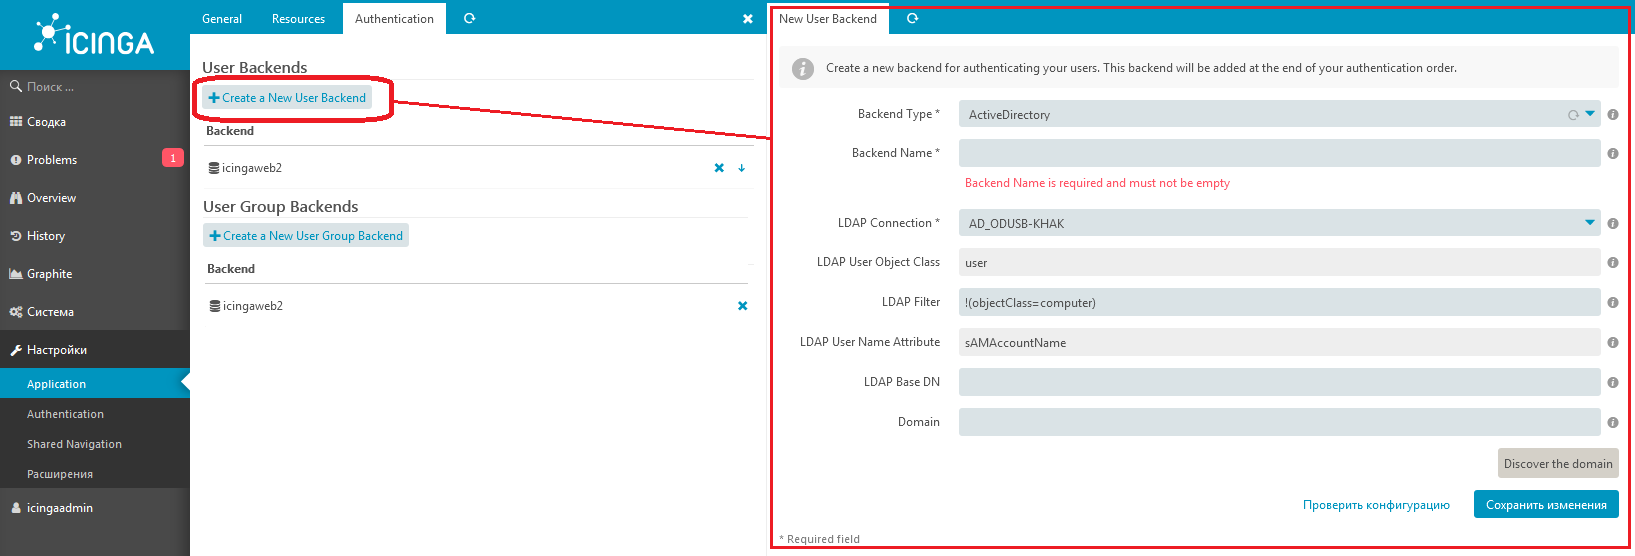 ICINGA
Поиск ...
Сводка
Problems
1
Overview
History
Graphite
Система
Настройки
Application
Authentication
Shared Navigation
Расширения
icingaadmin
General Resources Authentication
User Backends
Create a New User Backend
Backend
icingaweb2
User Group Backends
Create a New User Group Backend
Backend
icingaweb2
New User Backend
Create a new backend for authenticating your users. This backend will be added at the end of your authentication order.
Backend Type * ActiveDirectory
Backend Name *
Backend Name is required and must not be empty
LDAP Connection * AD_ODUSB-KHAK
LDAP User Object Class user
LDAP Filter !(objectClass=computer)
LDAP User Name Attribute sAMAccountName
LDAP Base DN
Domain
Discover the domain
Проверить конфигурацию Сохранить изменения
* Required field